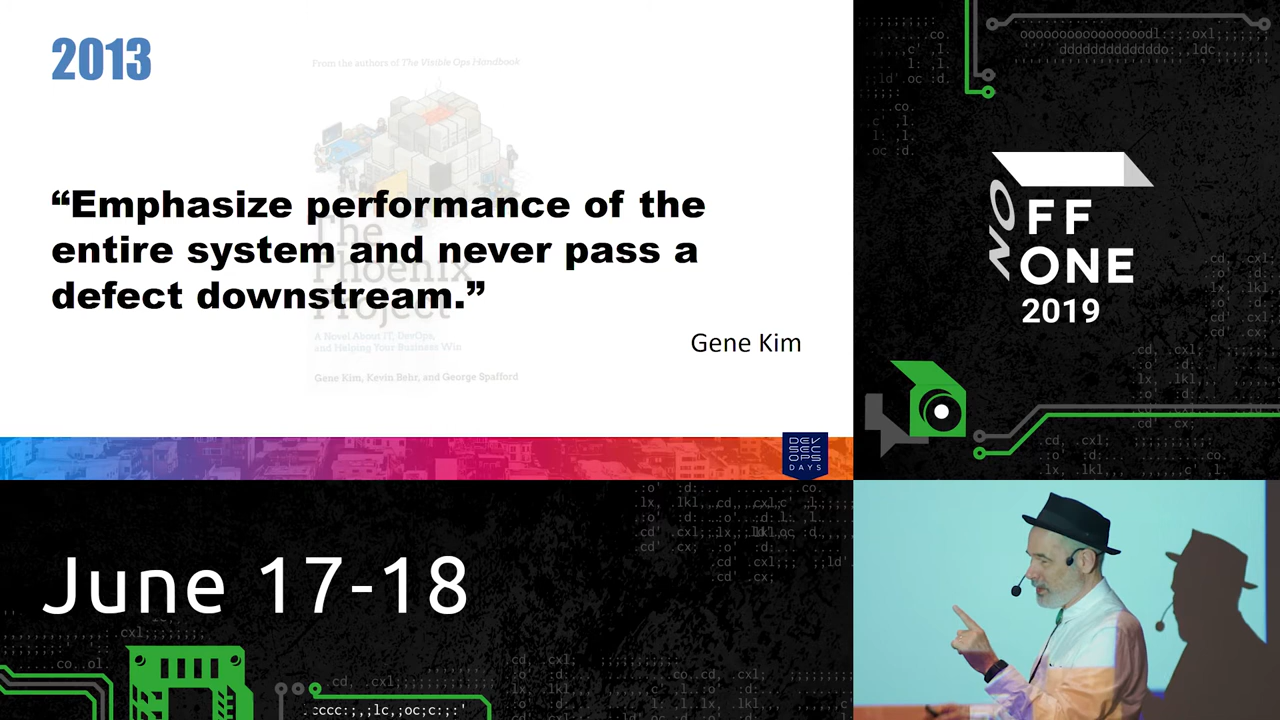 2013
From the authors of The Visible Ops Handbook
“Emphasize performance of the
entire system and never pass a
defect downstream.”
The
Phoenix
Project
A Novel About IT, DevOps,
and Helping Your Business Win
Gene Kim, Kevin Behr, and George Spafford
Gene Kim
DEV
SEC
OPS
DAYS
NO
OFF
ONE
2019
June 17-18